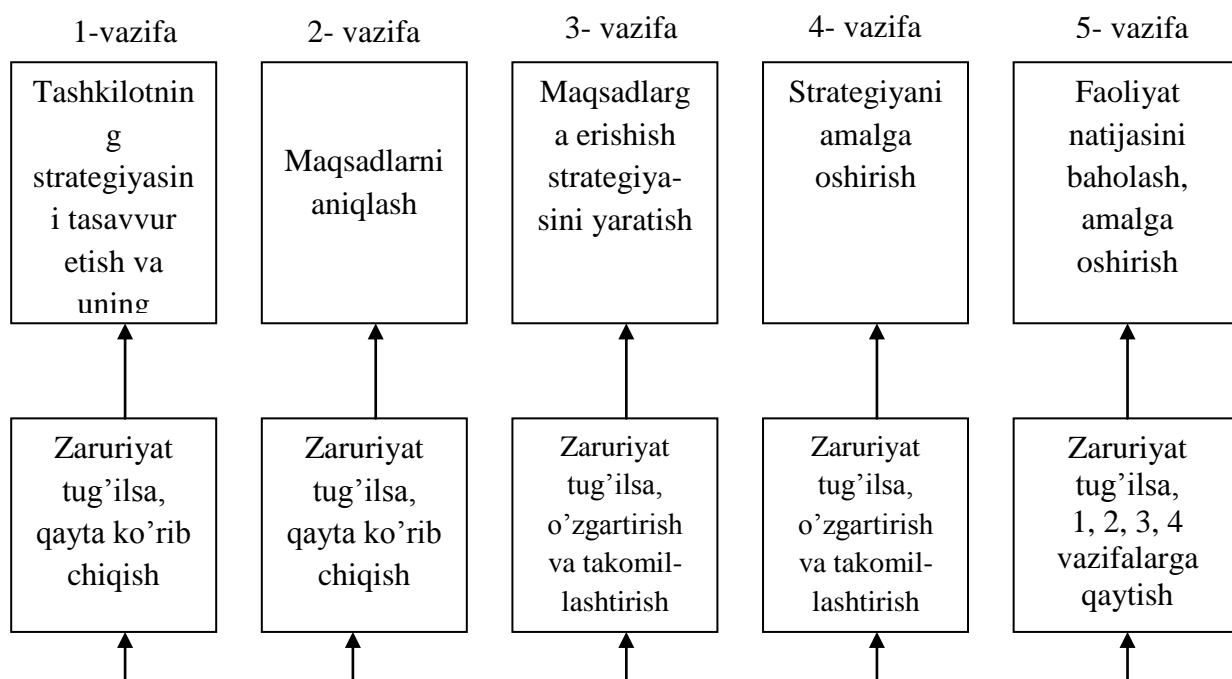 1-vazifa
2- vazifa
3- vazifa
4- vazifa
5- vazifa
Tashkilotnin
g
strategiyasin
i tasavvur
etish va
uning
Maqsadlarni
aniqlash
Maqsadlarg
a erishish
strategiya-
sini yaratish
Strategiyani
amalga
oshirish
Faoliyat
natijasini
baholash,
amalga
oshirish
Zaruriyat
tug’ilsa,
qayta ko’rib
chiqish
Zaruriyat
tug’ilsa,
qayta ko’rib
chiqish
Zaruriyat
tug’ilsa,
o’zgartirish
va takomil-
lashtirish
Zaruriyat
tug’ilsa,
o’zgartirish
va takomil-
lashtirish
Zaruriyat
tug’ilsa,
1, 2, 3, 4
vazifalarga
qaytish